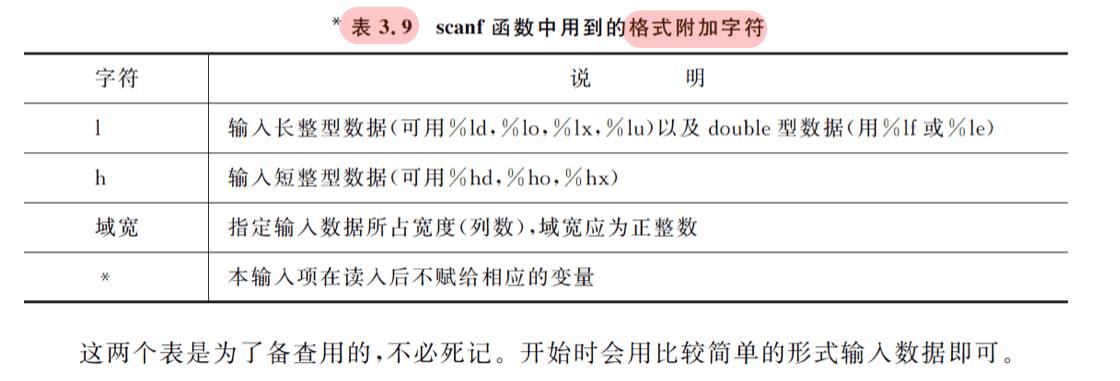 * 表 3.9 scanf 函数中用到的格式附加字符
字符 说 明
l 输入长整型数据(可用%ld,%lo,%lx,%lu)以及 double 型数据(用%lf 或%le)
h 输入短整型数据(可用%hd,%ho,%hx)
域宽 指定输入数据所占宽度(列数),域宽应为正整数
* 本输入项在读入后不赋给相应的变量
这两个表是为了备查用的,不必死记。开始时会用比较简单的形式输入数据即可。